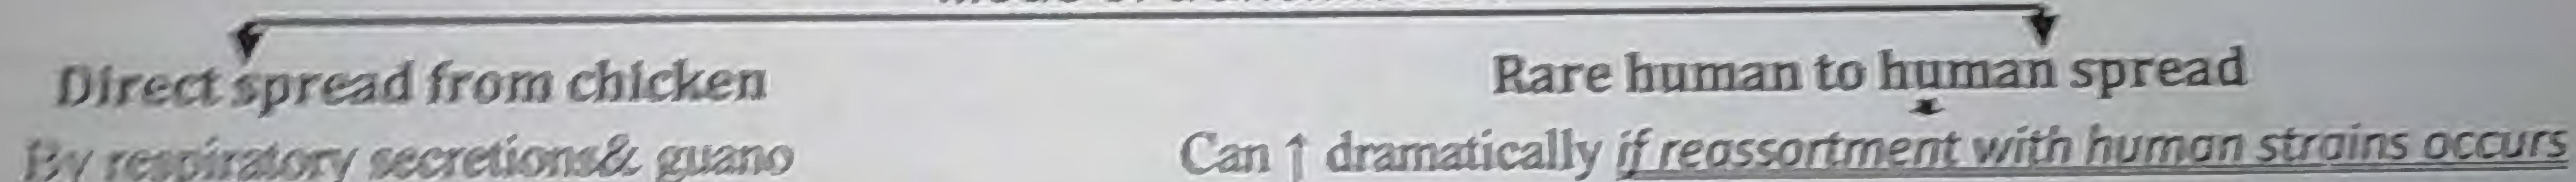 Direct spread from chicken
Rare human to human spread
By respiratory secretions& guano
Can ↑ dramatically if reassortment with human strains occurs